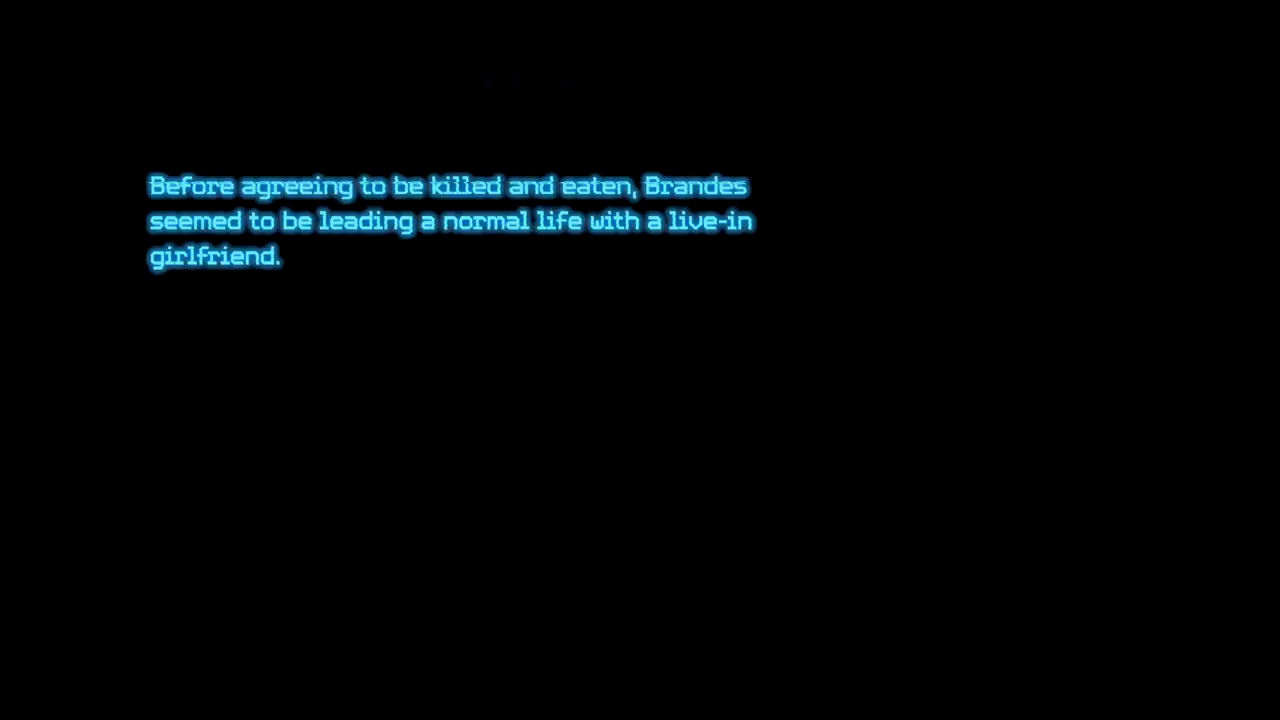 Before agreeing to be killed and eaten, Brandes
seemed to be leading a normal life with a live-in
girlfriend.